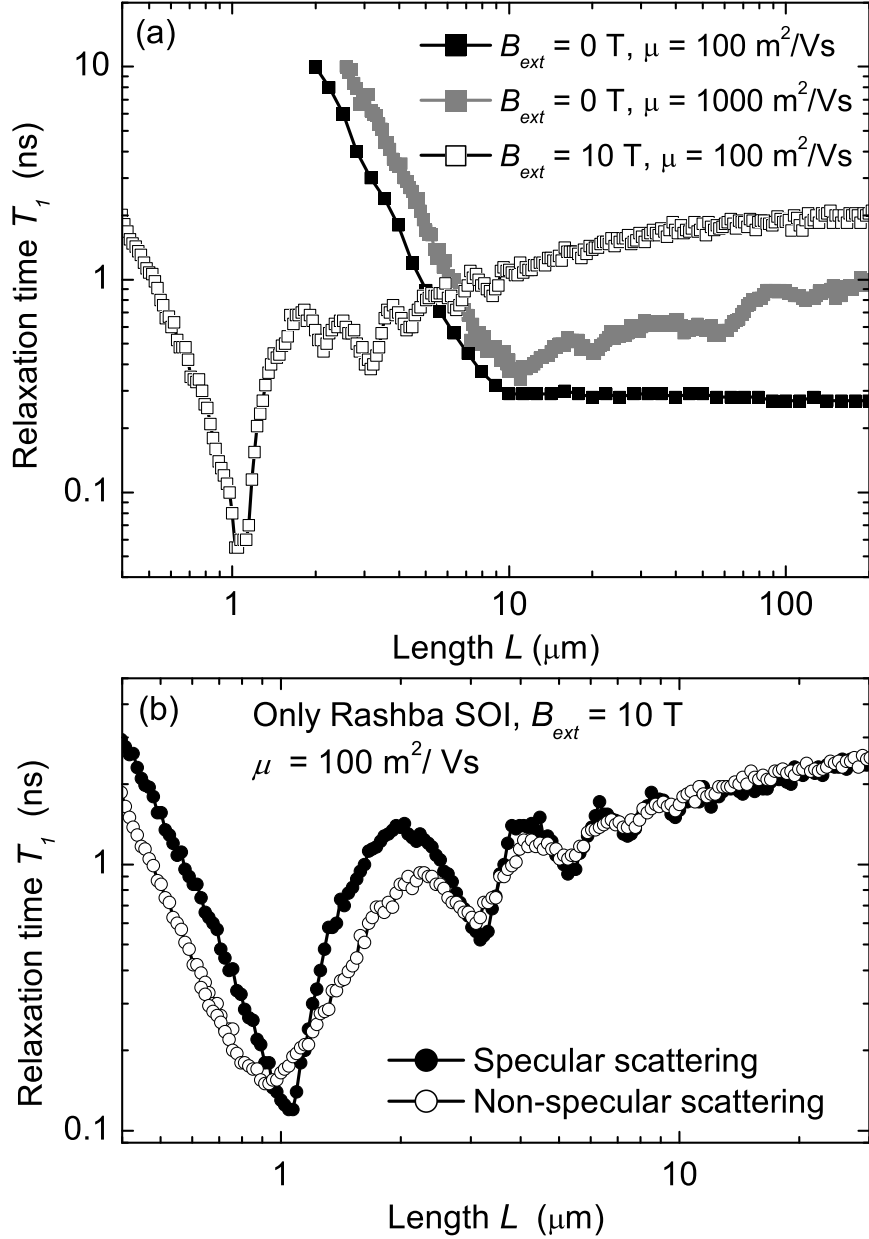 (a)
B_ext = 0 T, μ = 100 m²/Vs
B_ext = 0 T, μ = 1000 m²/Vs
B_ext = 10 T, μ = 100 m²/Vs
10
1
0.1
Relaxation time T_1 (ns)
1 10 100
Length L (μm)
(b)
Only Rashba SOI, B_ext = 10 T
μ = 100 m²/ Vs
1
0.1
Relaxation time T_1 (ns)
Specular scattering
Non-specular scattering
1 10
Length L (μm)